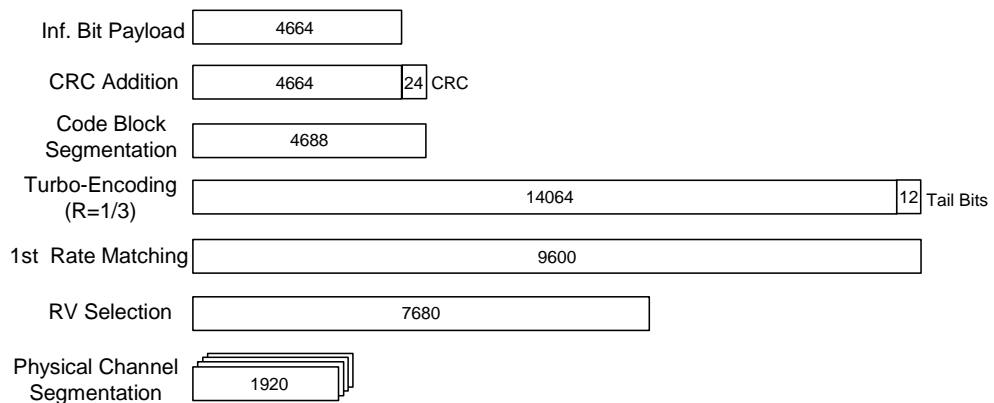 Inf. Bit Payload 4664
CRC Addition 4664 24 CRC
Code Block
Segmentation 4688
Turbo-Encoding
(R=1/3) 14064 12 Tail Bits
1st Rate Matching 9600
RV Selection 7680
Physical Channel
Segmentation 1920